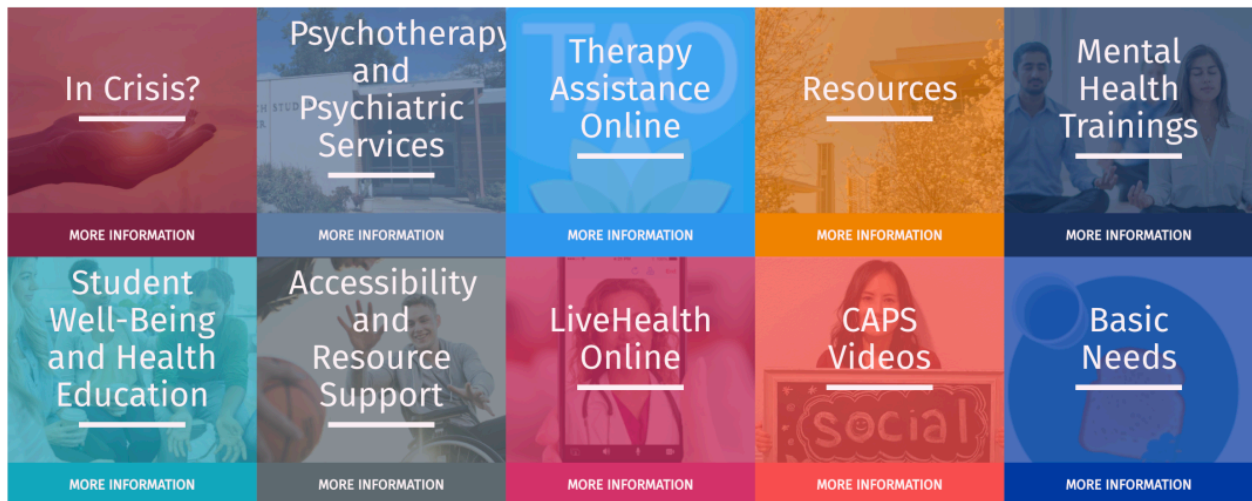 In Crisis?
MORE INFORMATION
Psychotherapy
and
Psychiatric
Services
MORE INFORMATION
TAO
Therapy
Assistance
Online
MORE INFORMATION
Resources
MORE INFORMATION
Mental
Health
Trainings
MORE INFORMATION
Student
Well-Being
and Health
Education
MORE INFORMATION
Accessibility
and
Resource
Support
MORE INFORMATION
LiveHealth
Online
MORE INFORMATION
CAPS
Videos
social
MORE INFORMATION
Basic
Needs
MORE INFORMATION